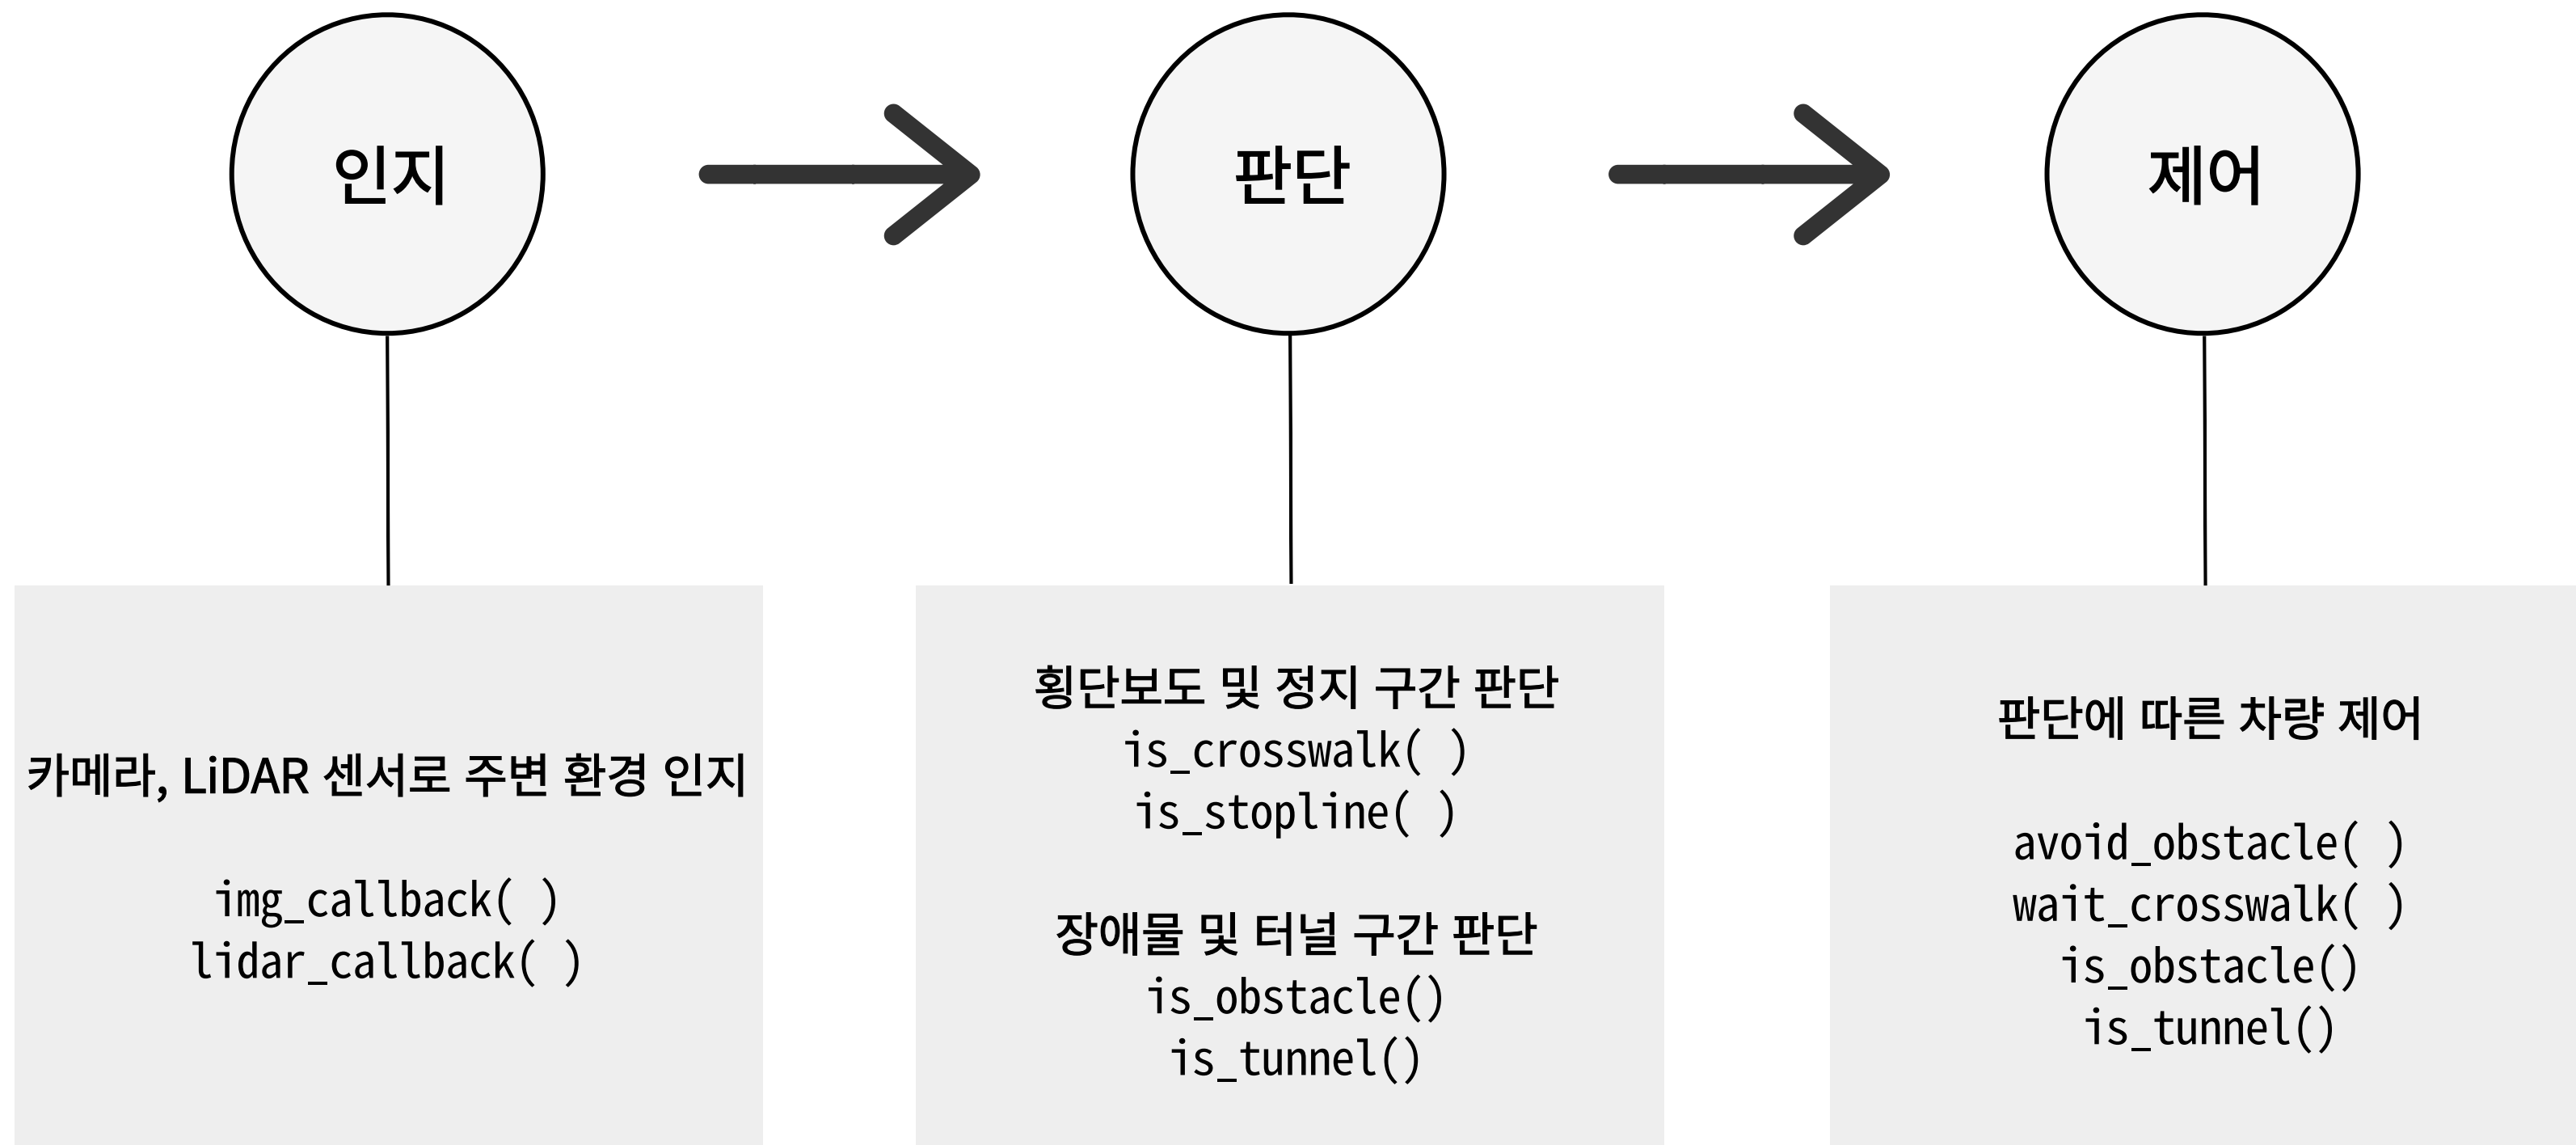 인지
판단
제어
카메라, LiDAR 센서로 주변 환경 인지
img_callback( )
lidar_callback( )
횡단보도 및 정지 구간 판단
is_crosswalk( )
is_stopline( )
장애물 및 터널 구간 판단
is_obstacle()
is_tunnel()
판단에 따른 차량 제어
avoid_obstacle( )
wait_crosswalk( )
is_obstacle()
is_tunnel()